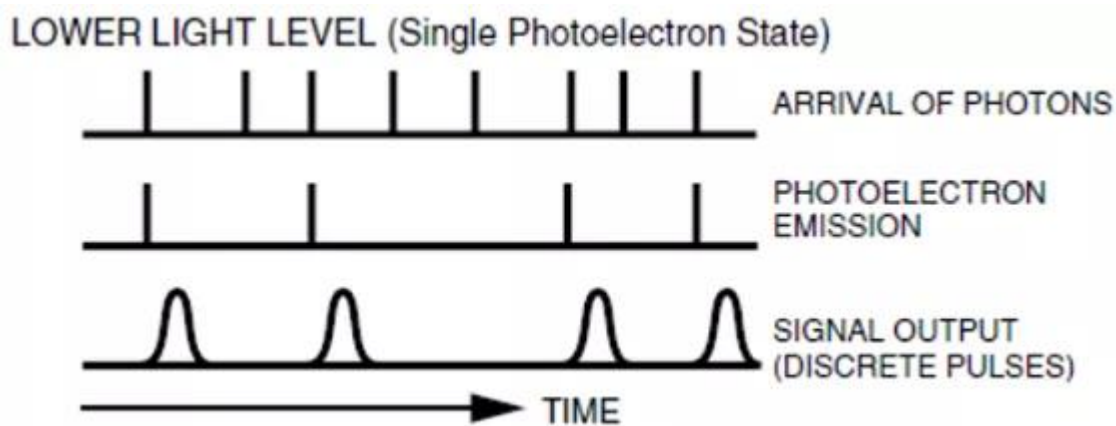 LOWER LIGHT LEVEL (Single Photoelectron State)
ARRIVAL OF PHOTONS
PHOTOELECTRON
EMISSION
SIGNAL OUTPUT
(DISCRETE PULSES)
TIME